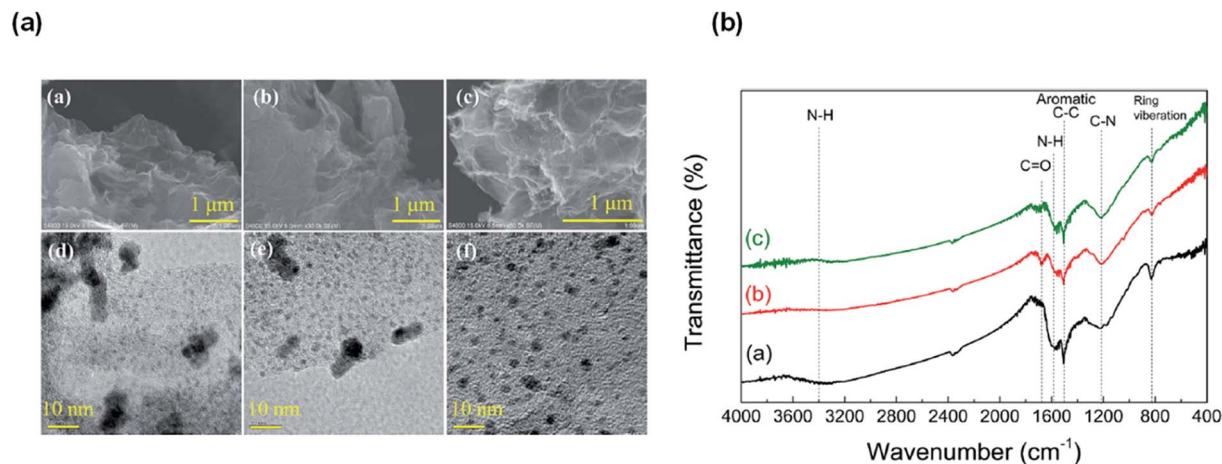 (a)
(b)
(a)
(b)
(c)
1 μm
1 μm
1 μm
(d)
(e)
(f)
10 nm
10 nm
10 nm
N-H
C=O
N-H
Aromatic
C-C
C-N
Ring
viberation
(c)
(b)
(a)
Transmittance (%)
4000 3600 3200 2800 2400 2000 1600 1200 800 400
Wavenumber (cm⁻¹)